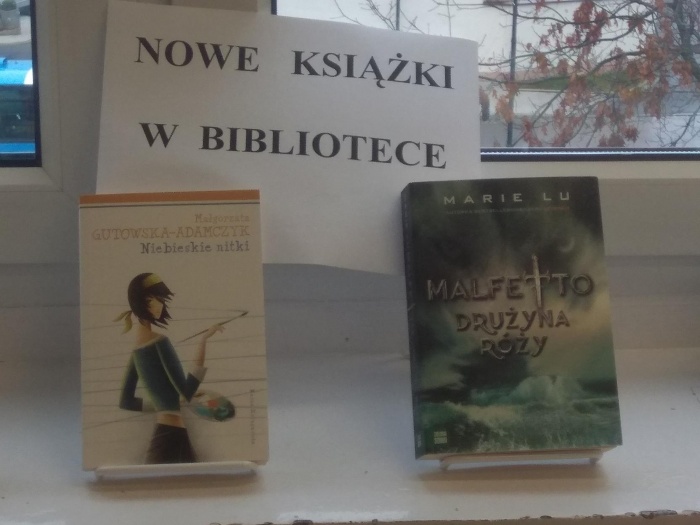 NOWE KSIĄŻKI
W BIBLIOTECE
Małgorzata
GUTOWSKA-ADAMCZYK
Niebieskie nitki
MARIE LU
MALFETTO
DRUŻYNA
RÓŻY